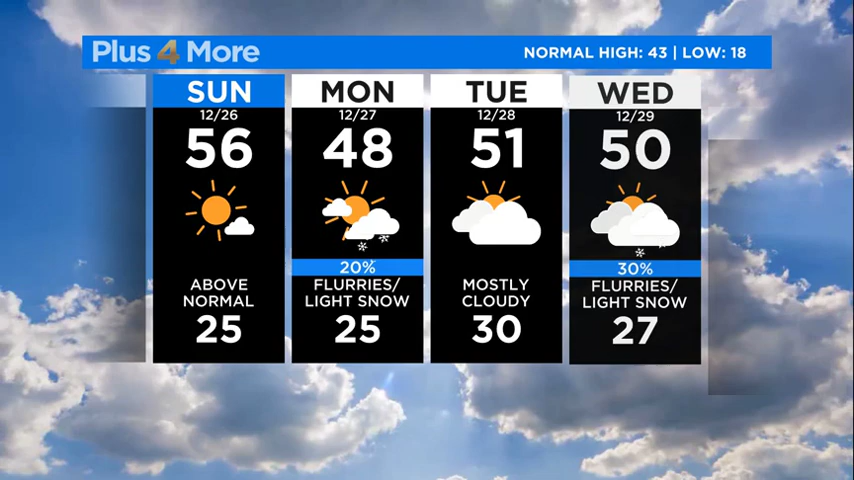 Plus 4 More
NORMAL HIGH: 43 | LOW: 18
SUN
12/26
56
ABOVE
NORMAL
25
MON
12/27
48
20%
FLURRIES/
LIGHT SNOW
25
TUE
12/28
51
MOSTLY
CLOUDY
30
WED
12/29
50
30%
FLURRIES/
LIGHT SNOW
27